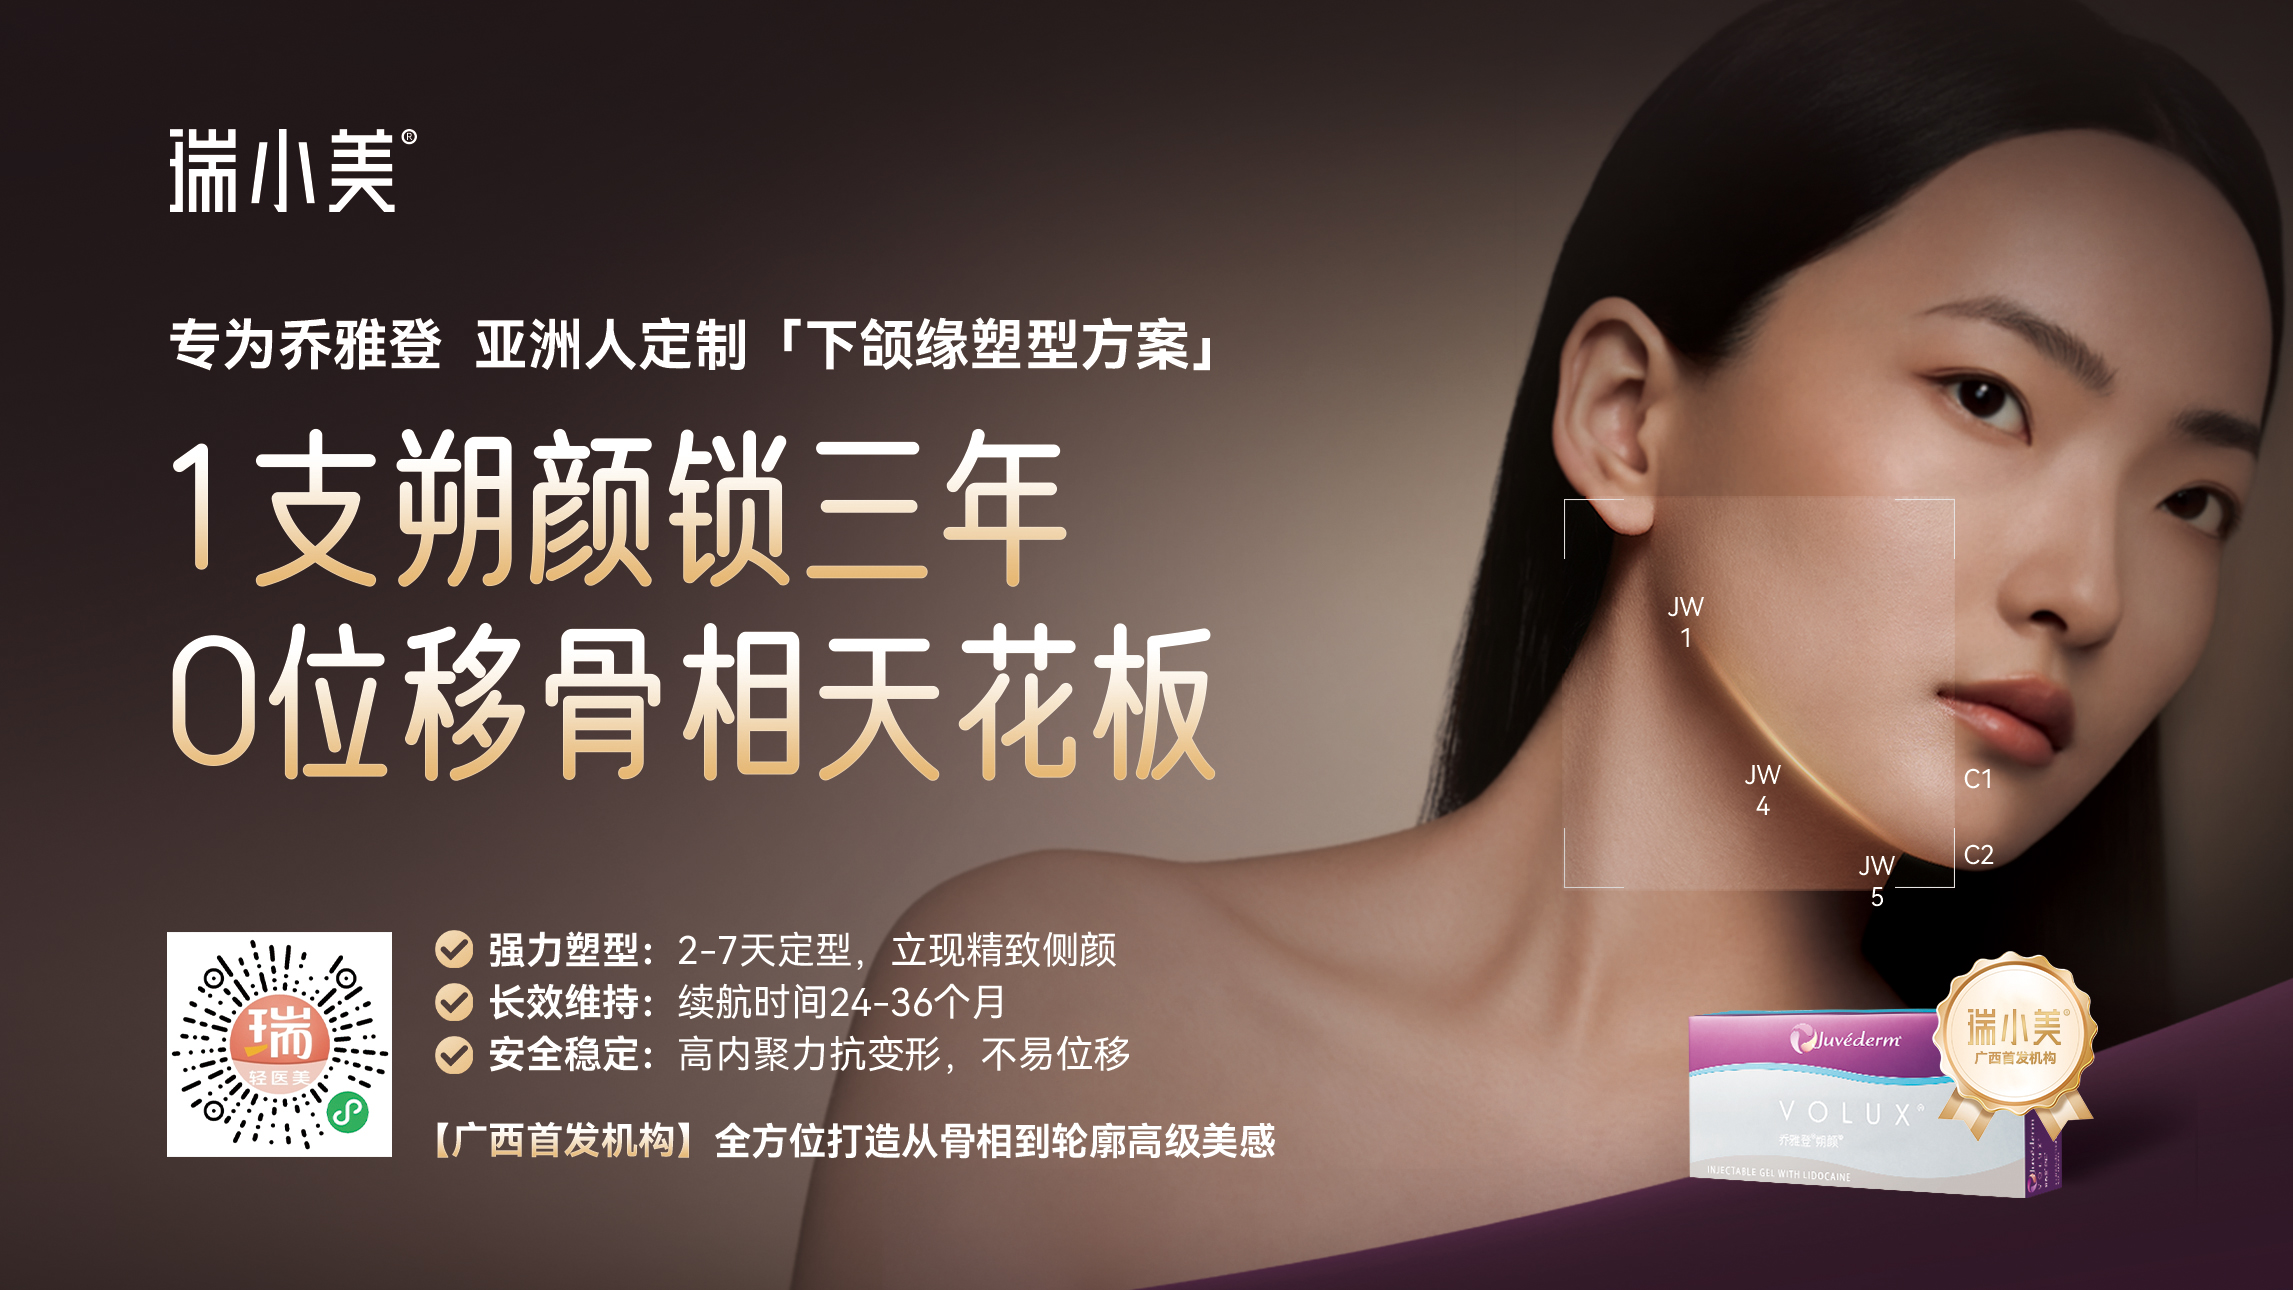 瑞小美®
专为乔雅登 亚洲人定制「下颌缘塑型方案」
1支朔颜锁三年
0位移骨相天花板
JW
1
JW
4
JW
5
C1
C2
强力塑型：2-7天定型，立现精致侧颜
长效维持：续航时间24-36个月
安全稳定：高内聚力抗变形，不易位移
【广西首发机构】全方位打造从骨相到轮廓高级美感
瑞
轻医美
瑞小美®
广西首发机构
Juvéderm
VOLUX®
乔雅登®朔颜®
INJECTABLE GEL WITH LIDOCAINE
Juvéderm
VOLUX